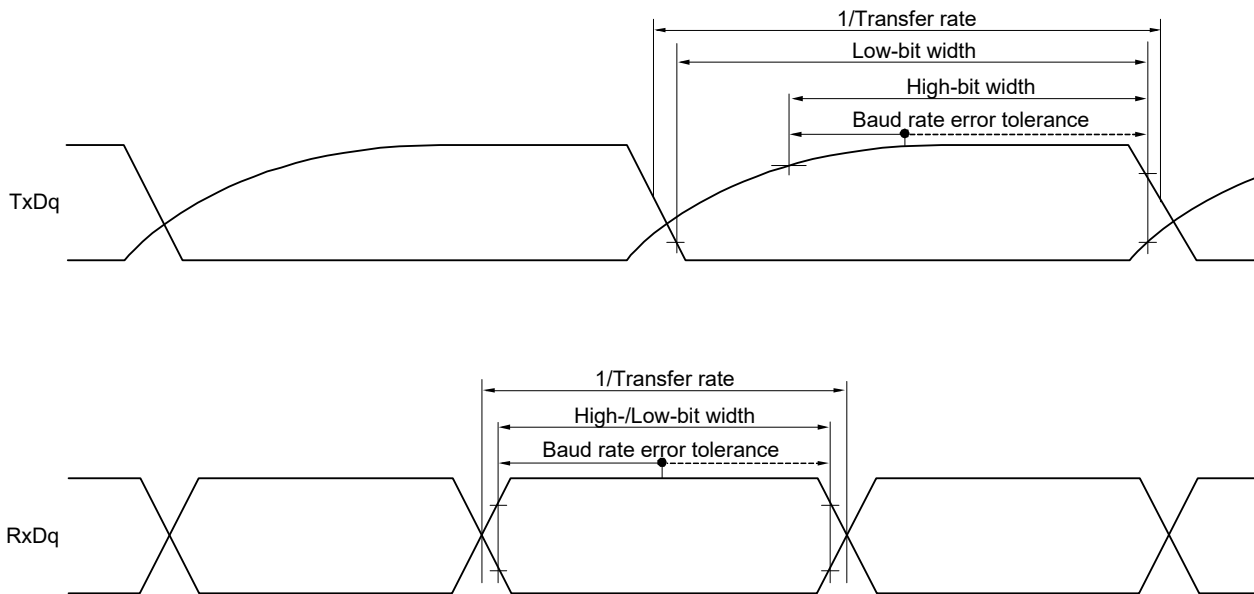 1/Transfer rate
Low-bit width
High-bit width
Baud rate error tolerance
TxDq
1/Transfer rate
High-/Low-bit width
Baud rate error tolerance
RxDq